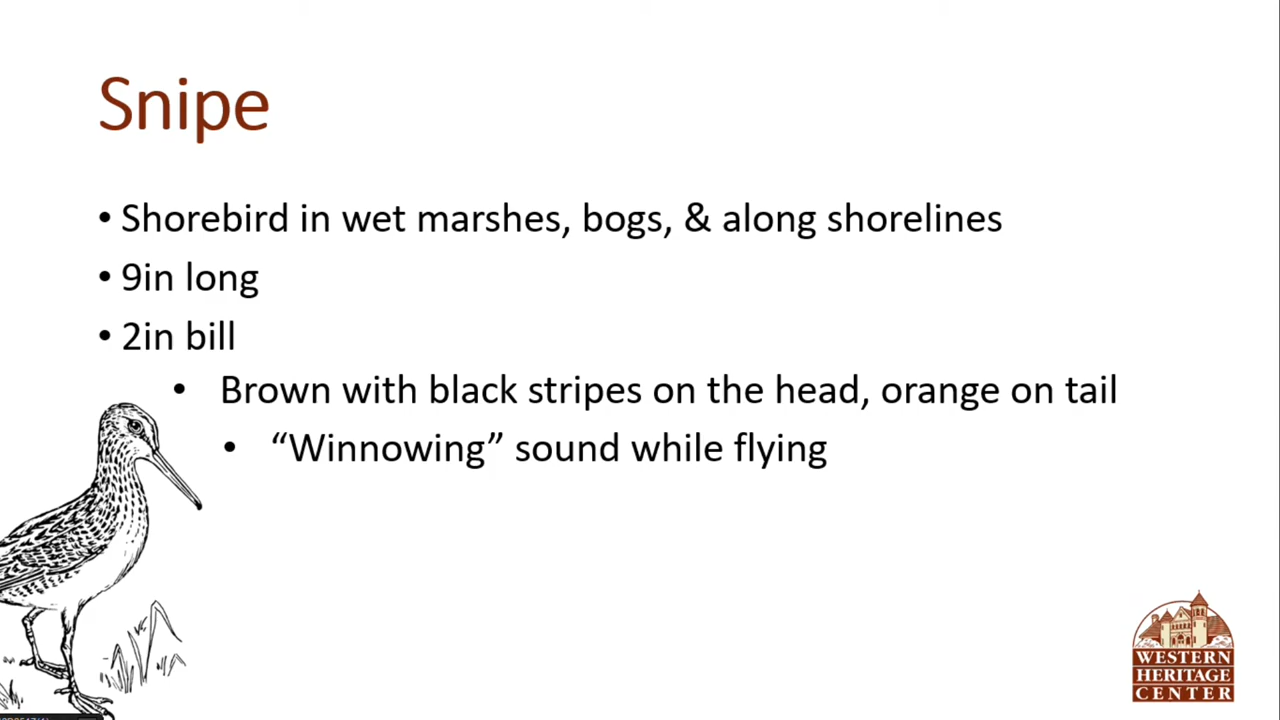 Snipe
• Shorebird in wet marshes, bogs, & along shorelines
• 9in long
• 2in bill
• Brown with black stripes on the head, orange on tail
• “Winnowing” sound while flying
WESTERN
HERITAGE
CENTER